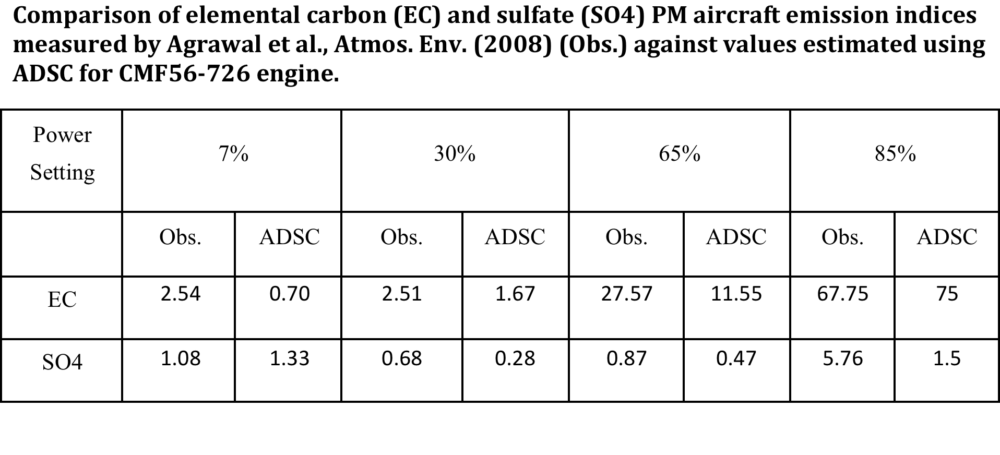 Comparison of elemental carbon (EC) and sulfate (SO4) PM aircraft emission indices
measured by Agrawal et al., Atmos. Env. (2008) (Obs.) against values estimated using
ADSC for CMF56-726 engine.
Power
Setting
7% 30% 65% 85%
Obs. ADSC Obs. ADSC Obs. ADSC Obs. ADSC
EC 2.54 0.70 2.51 1.67 27.57 11.55 67.75 75
SO4 1.08 1.33 0.68 0.28 0.87 0.47 5.76 1.5